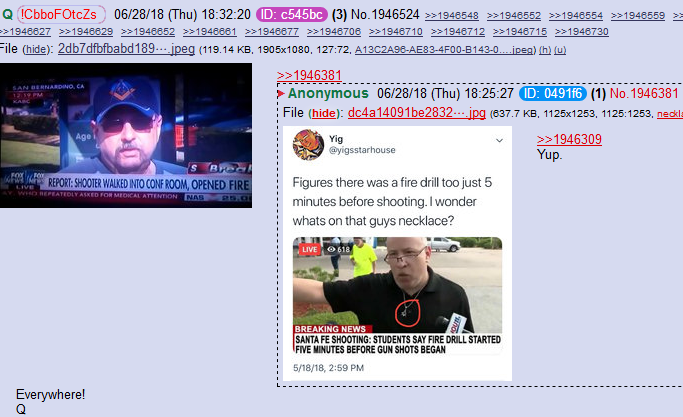 Q !CbboFOtcZs 06/28/18 (Thu) 18:32:20 ID: c545bc (3) No.1946524 >>1946548 >>1946552 >>1946554 >>1946559
>>1946627 >>1946629 >>1946652 >>1946661 >>1946677 >>1946706 >>1946710 >>1946712 >>1946715 >>1946730
File (hide): 2db7dfbfbabd189···.jpeg (119.14 KB, 1905x1080, 127:72, A13C2A96-AE83-4F00-B143-0....jpeg) (h) (u)
SAN BERNARDINO, CA
12:19 PM
KABC
Age
Brea
FOX NEWS
LIVE
REPORT: SHOOTER WALKED INTO CONF ROOM, OPENED FIRE
WHO REPEATEDLY ASKED FOR MEDICAL ATTENTION
NAS
>>1946381
Anonymous 06/28/18 (Thu) 18:25:27 ID: 0491f6 (1) No.1946381
File (hide): dc4a14091be2832···.jpg (637.7 KB, 1125x1253, 1125:1253,
Yig
@yigsstarhouse
Figures there was a fire drill too just 5
minutes before shooting. I wonder
whats on that guys necklace?
LIVE 618
BREAKING NEWS
SANTA FE SHOOTING: STUDENTS SAY FIRE DRILL STARTED
FIVE MINUTES BEFORE GUN SHOTS BEGAN
5/18/18, 2:59 PM
>>1946309
Yup.
Everywhere!
Q